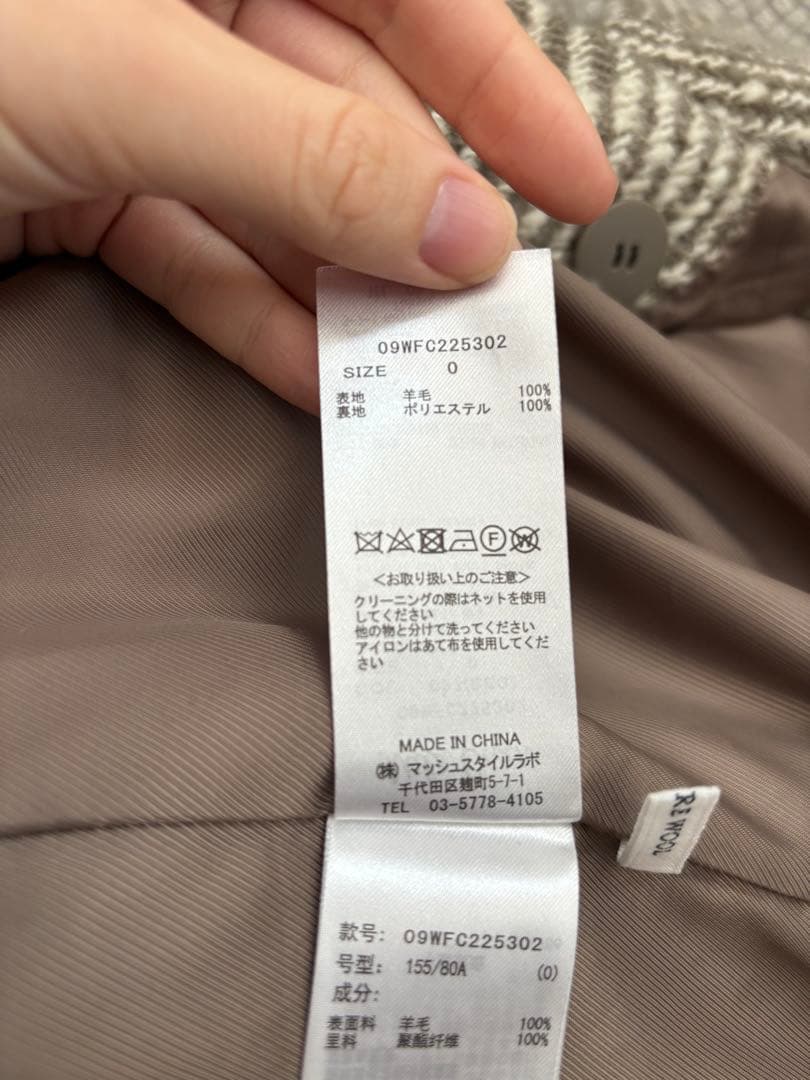 09WFC225302
SIZE 0
表地 羊毛 100%
裏地 ポリエステル 100%
F W
<お取り扱い上のご注意>
クリーニングの際はネットを使用
してください
他の物と分けて洗ってください
アイロンはあて布を使用してくだ
さい
MADE IN CHINA
(株) マッシュスタイルラボ
千代田区麹町5-7-1
TEL 03-5778-4105
RE WOOL
款号: 09WFC225302
号型: 155/80A (0)
成分:
表面料 羊毛 100%
里料 聚酯纤维 100%